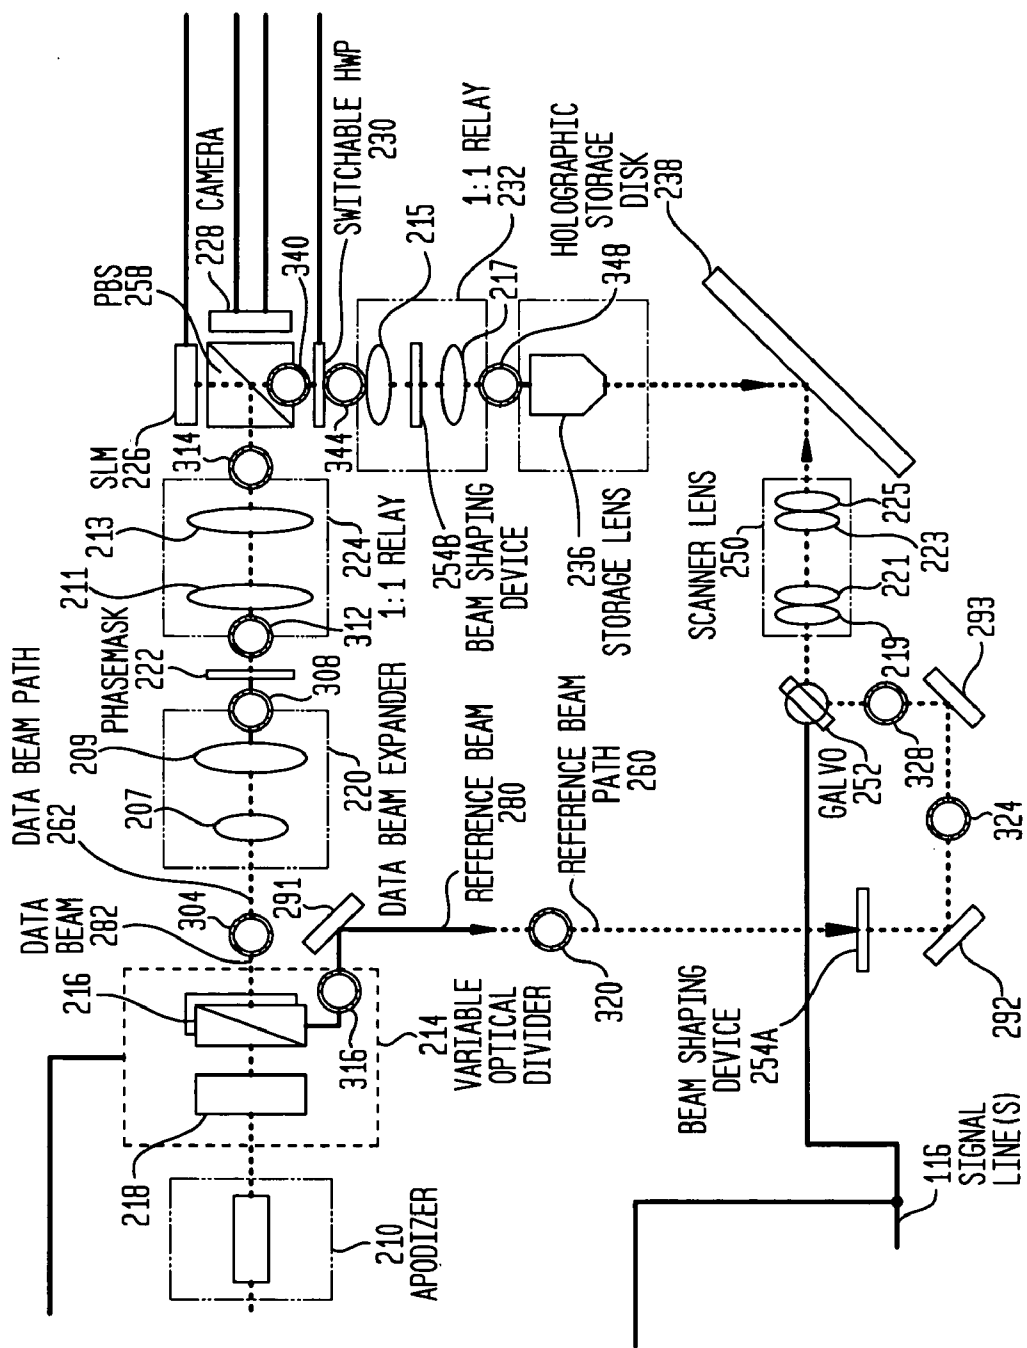 SWITCHABLE HWP
230
228 CAMERA
PBS
258
340
1:1 RELAY
232
215
217
HOLOGRAPHIC
STORAGE
DISK
238
348
SLM
226
314
344
213
211
224
1:1 RELAY
312
254B
BEAM SHAPING
DEVICE
236
STORAGE LENS
PHASEMASK
222
308
SCANNER LENS
250
225
223
221
219
DATA BEAM PATH
262
209
207
220
DATA BEAM EXPANDER
293
328
GALVO
252
324
DATA
BEAM
282
304
291
REFERENCE BEAM
280
REFERENCE BEAM
PATH
260
320
216
316
214
VARIABLE
OPTICAL
DIVIDER
BEAM SHAPING
DEVICE
254A
292
218
210
APODIZER
116
SIGNAL
LINE(S)